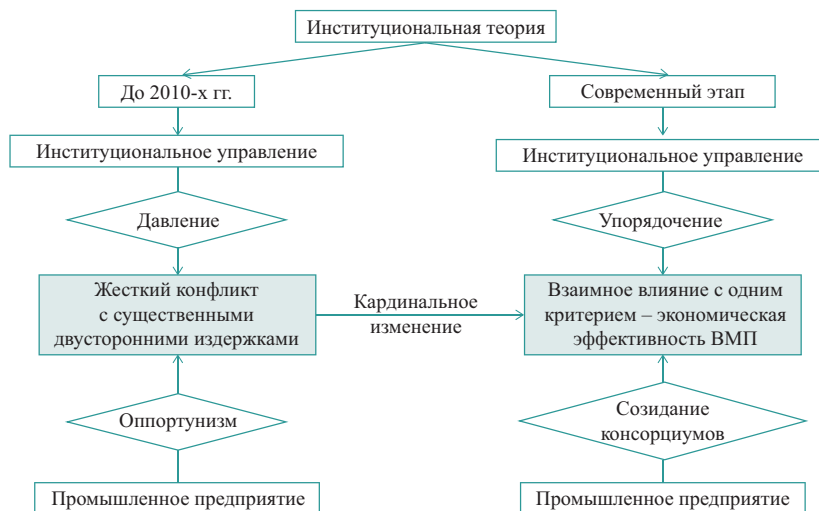 Институциональная теория
До 2010-х гг.
Современный этап
Институциональное управление
Институциональное управление
Давление
Упорядочение
Жесткий конфликт
с существенными
двусторонними издержками
Кардинальное
изменение
Взаимное влияние с одним
критерием – экономическая
эффективность ВМП
Оппортунизм
Созидание
консорциумов
Промышленное предприятие
Промышленное предприятие